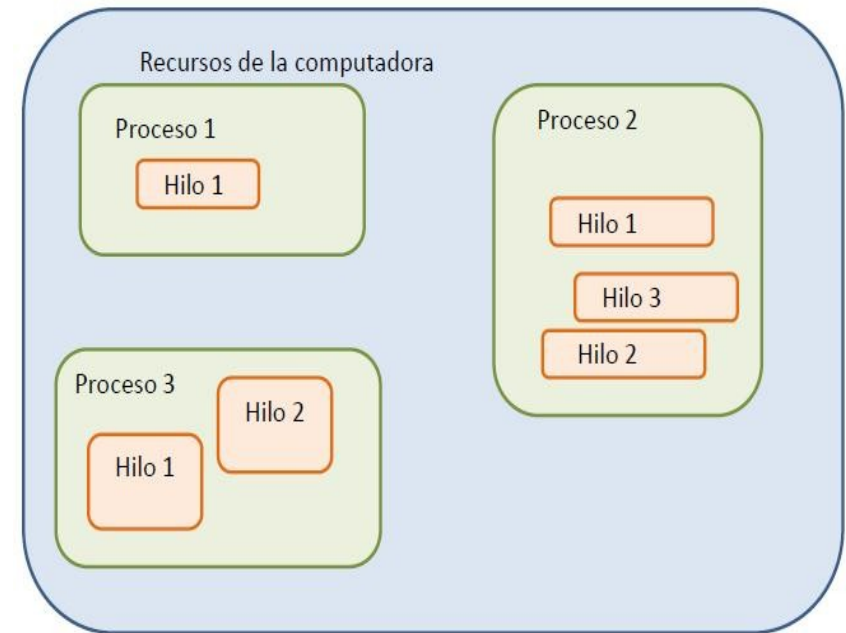 Recursos de la computadora
Proceso 1
Hilo 1
Proceso 2
Hilo 1
Hilo 3
Hilo 2
Proceso 3
Hilo 2
Hilo 1